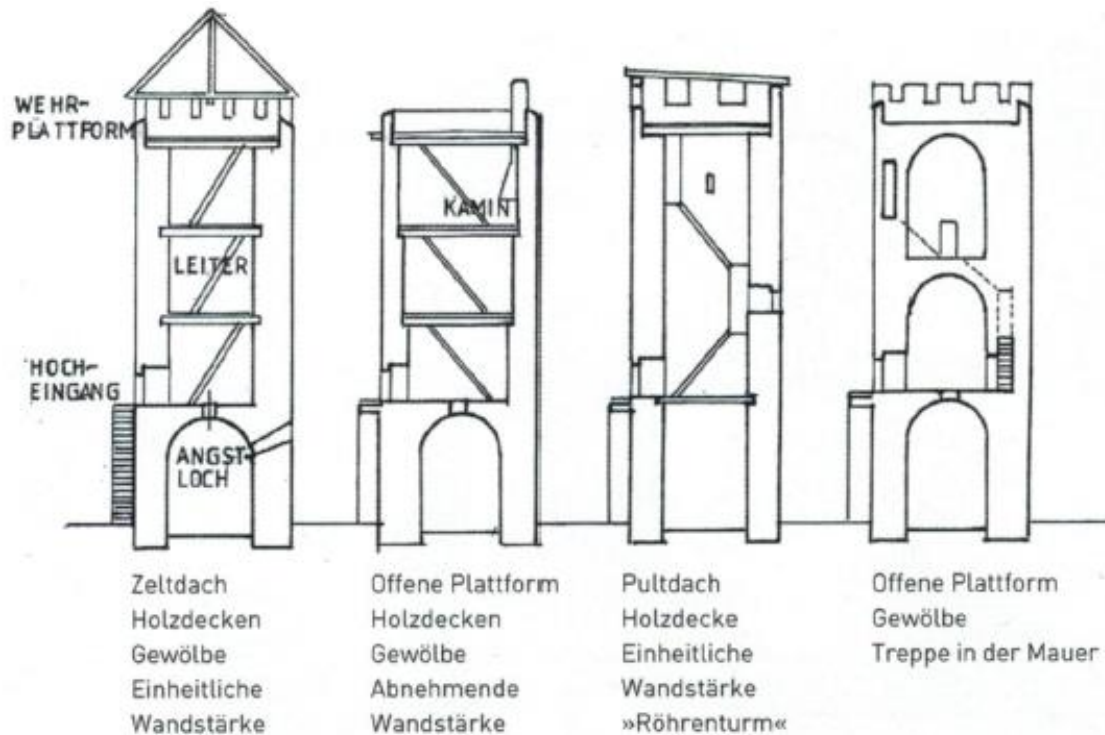 WEHR-
PLATTFORM
KAMIN
LEITER
HOCH-
EINGANG
ANGST
LOCH
Zeltdach
Holzdecken
Gewölbe
Einheitliche
Wandstärke
Offene Plattform
Holzdecken
Gewölbe
Abnehmende
Wandstärke
Pultdach
Holzdecke
Einheitliche
Wandstärke
»Röhrenturm«
Offene Plattform
Gewölbe
Treppe in der Mauer